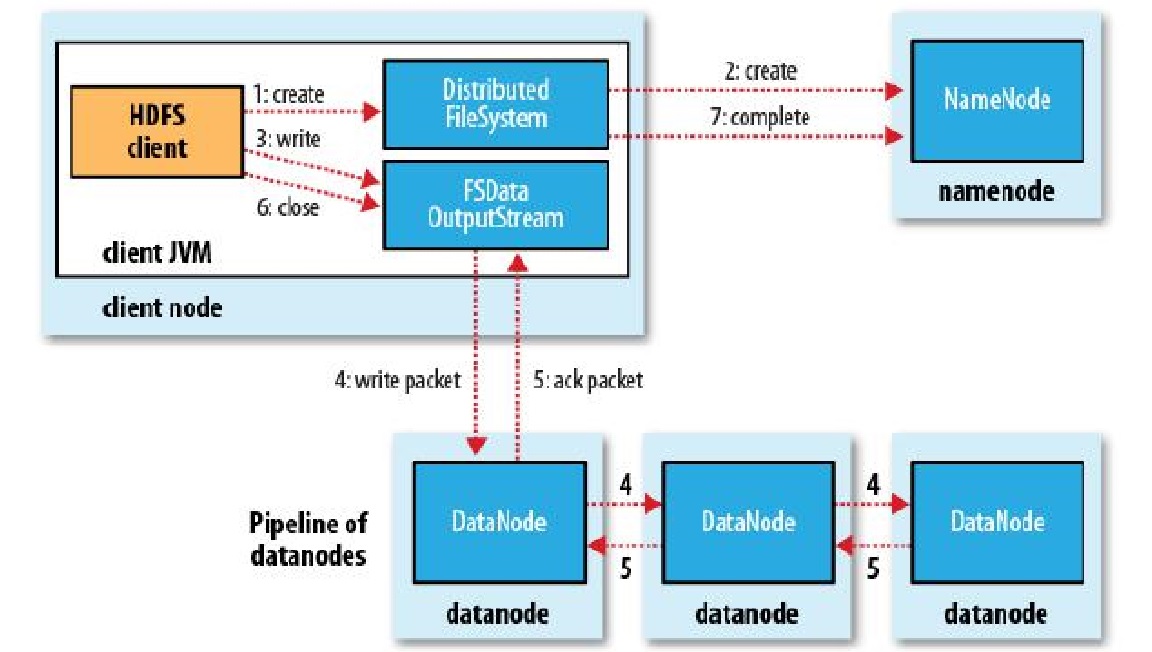 HDFS
client
1: create
3: write
6: close
Distributed
FileSystem
FSData
OutputStream
client JVM
client node
2: create
7: complete
NameNode
namenode
4: write packet
5: ack packet
Pipeline of
datanodes
DataNode
datanode
4
5
DataNode
datanode
4
5
DataNode
datanode